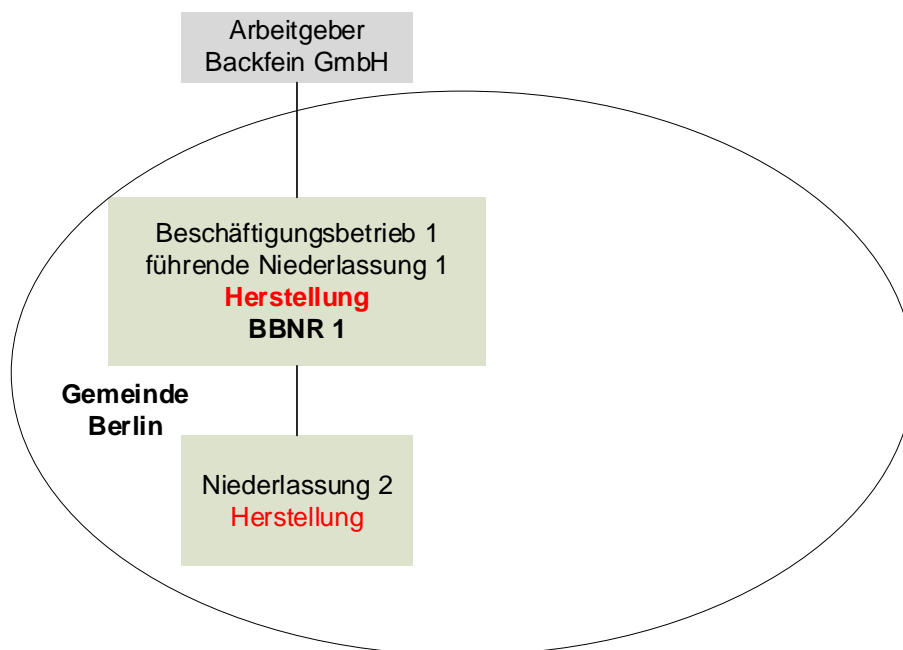 Arbeitgeber
Backfein GmbH
Beschäftigungsbetrieb 1
führende Niederlassung 1
Herstellung
BBNR 1
Gemeinde
Berlin
Niederlassung 2
Herstellung